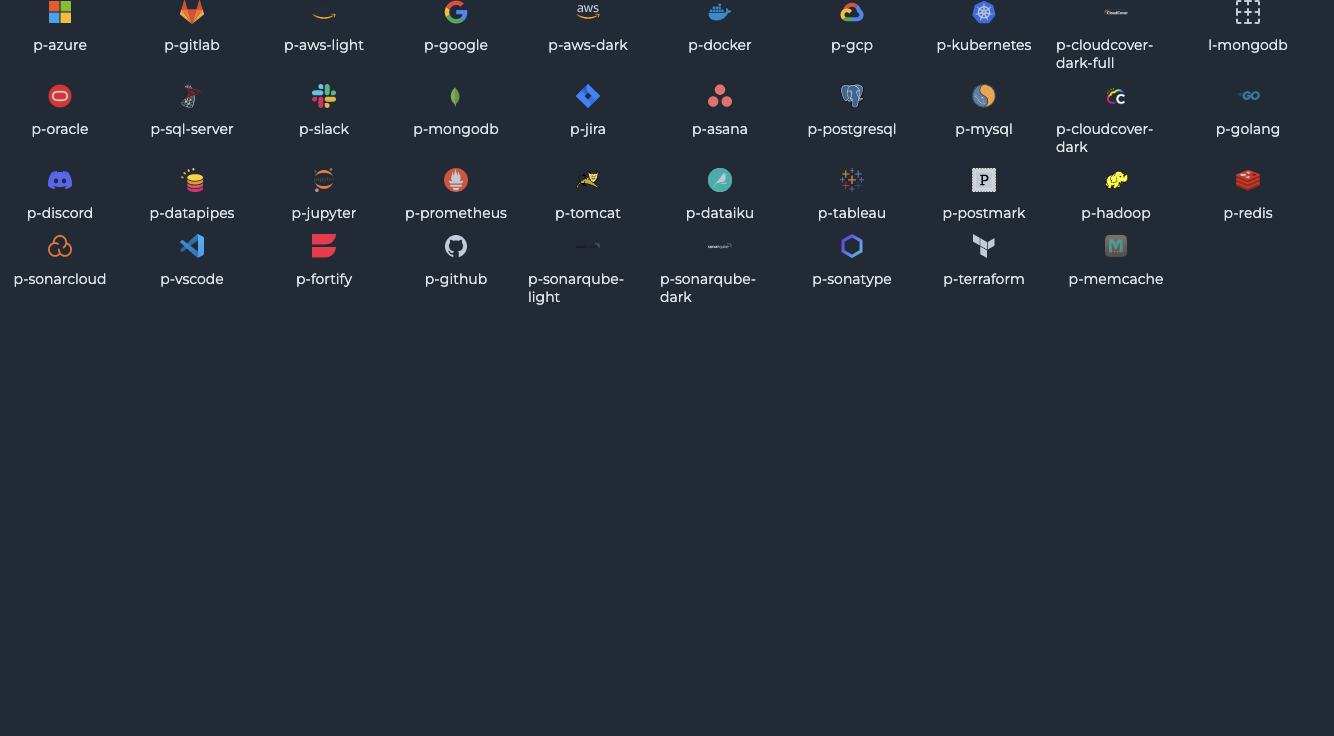 aws
CloudCover
p-azure
p-gitlab
p-aws-light
p-google
p-aws-dark
p-docker
p-gcp
p-kubernetes
p-cloudcover-
dark-full
l-mongodb
C
GO
p-oracle
p-sql-server
p-slack
p-mongodb
p-jira
p-asana
p-postgresql
p-mysql
p-cloudcover-
dark
p-golang
P
p-discord
p-datapipes
p-jupyter
p-prometheus
p-tomcat
p-dataiku
p-tableau
p-postmark
p-hadoop
p-redis
sonarqube
M
p-sonarcloud
p-vscode
p-fortify
p-github
p-sonarqube-
light
p-sonarqube-
dark
p-sonatype
p-terraform
p-memcache